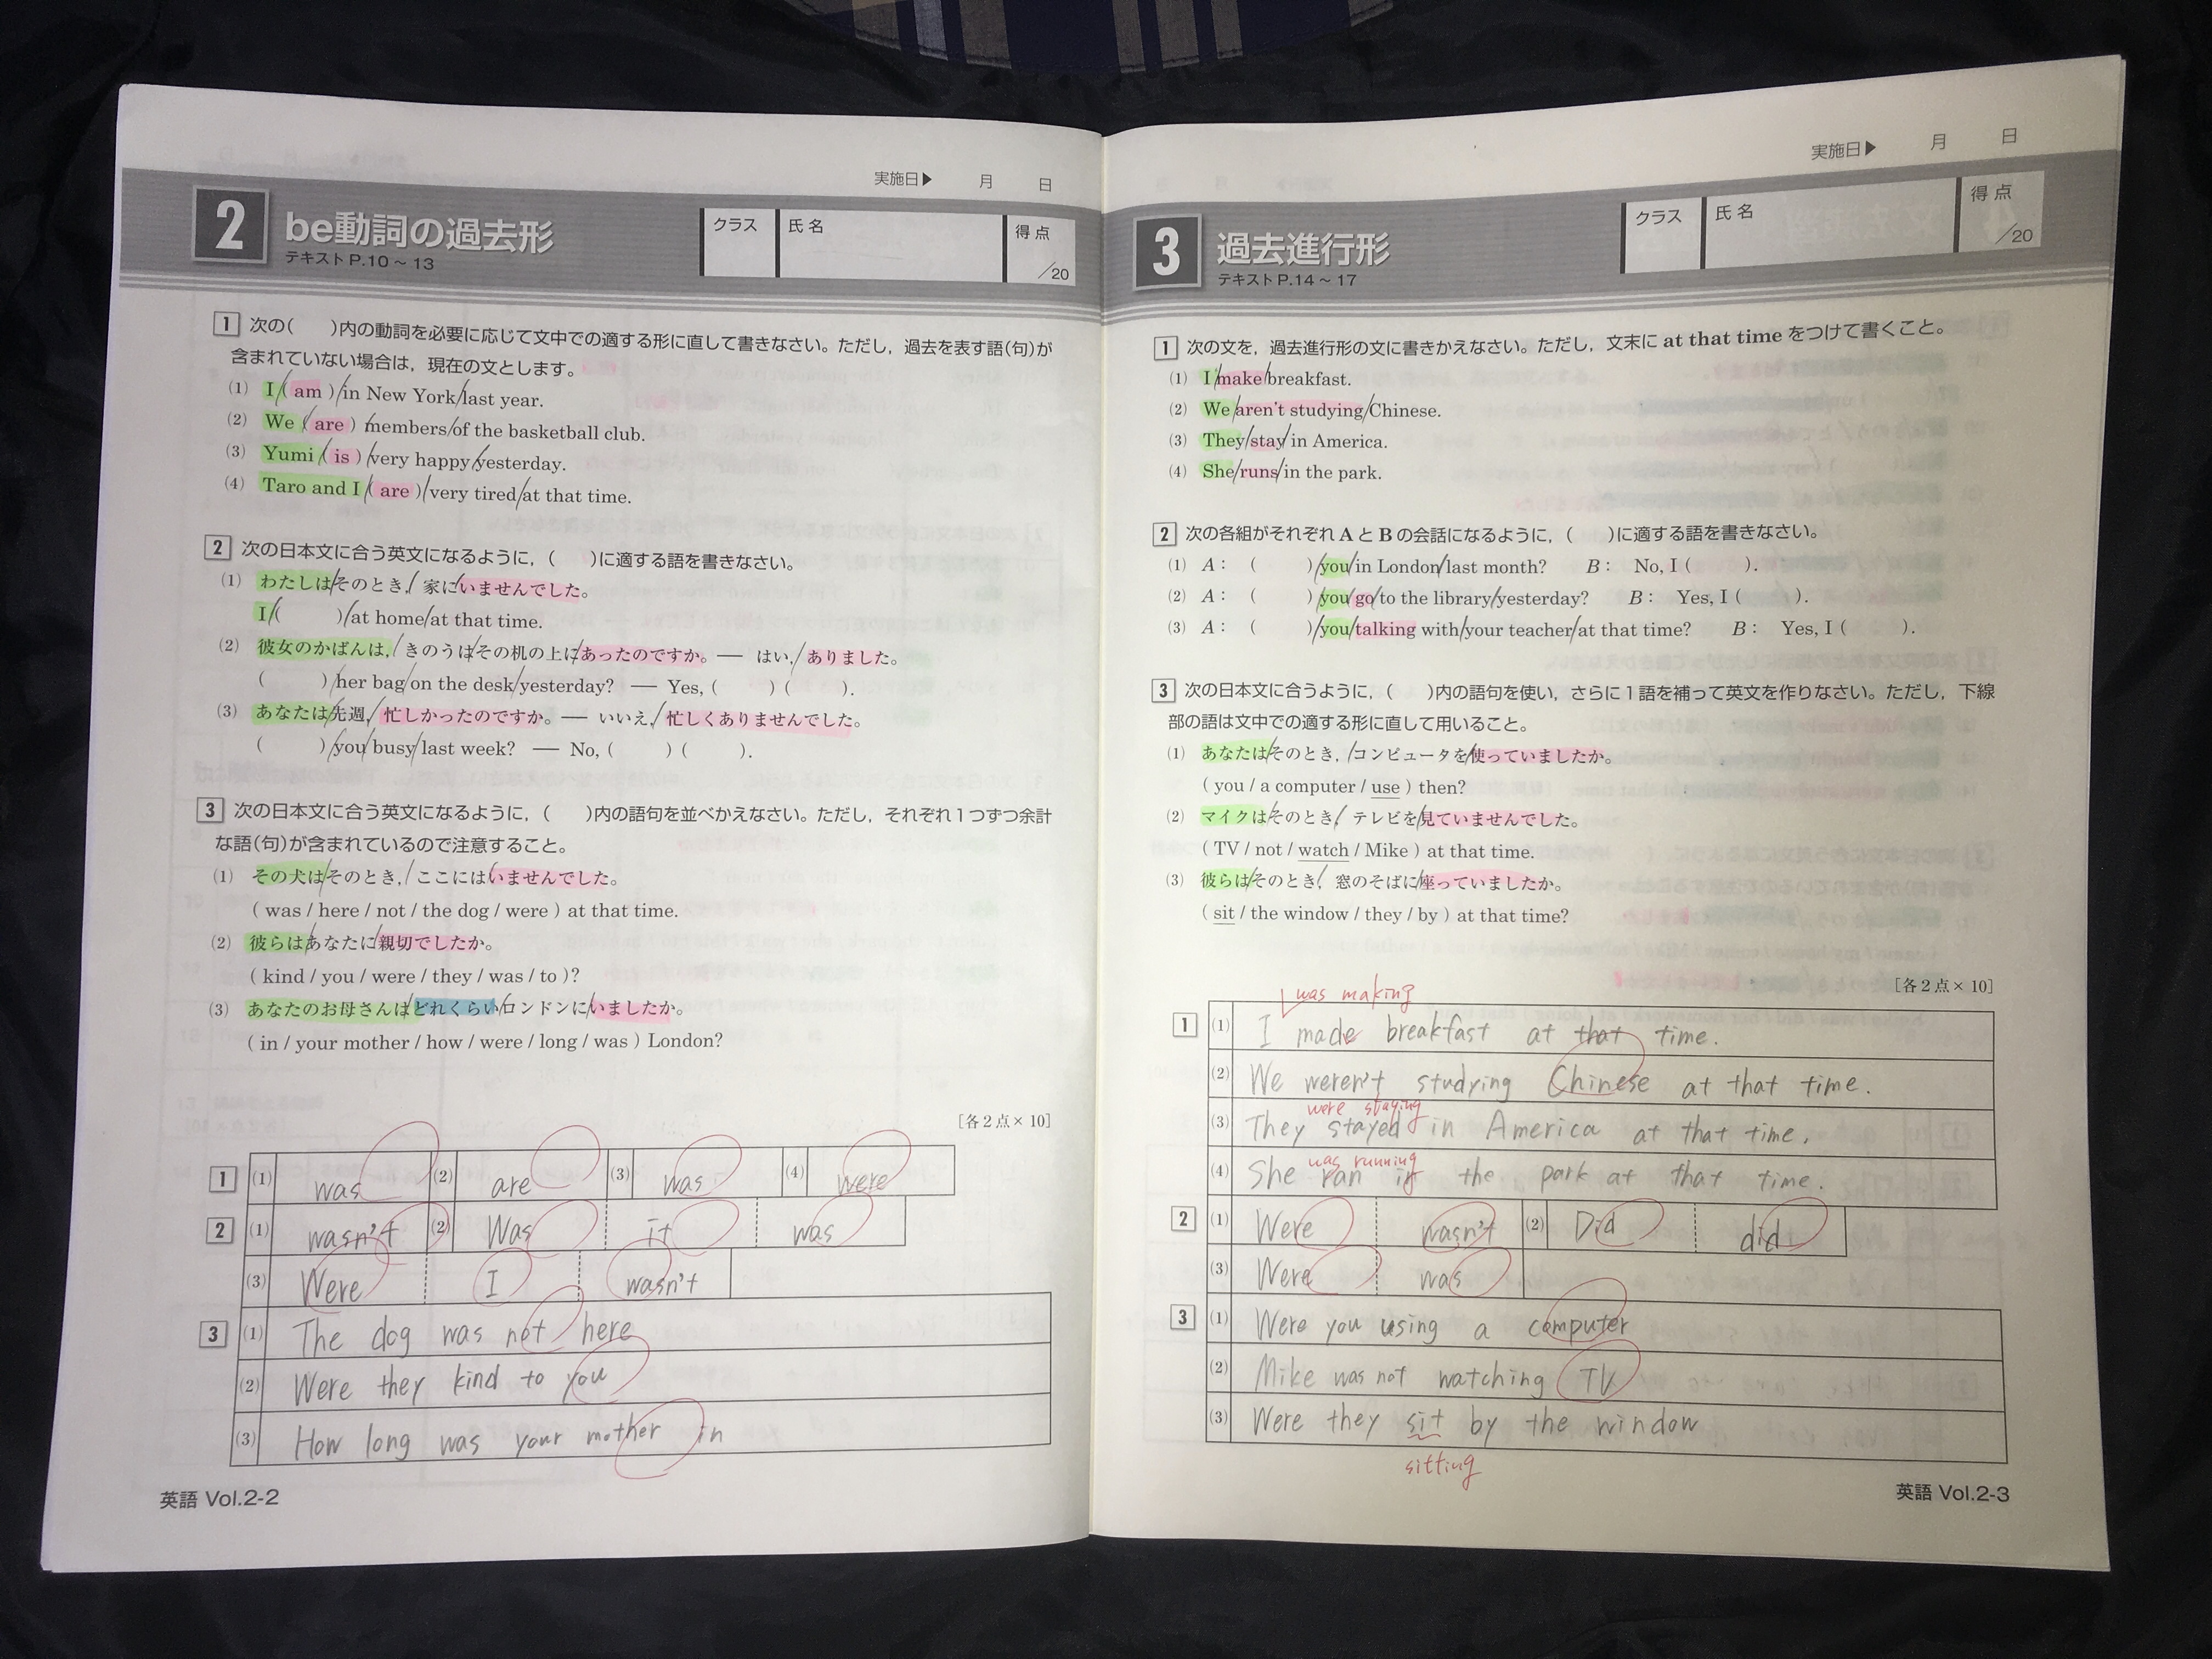 実施日▶ 月 日
2 be動詞の過去形
テキストP.10～13
クラス 氏名 得点 /20
1 次の( )内の動詞を必要に応じて文中での適する形に直して書きなさい。ただし，過去を表す語(句)が
含まれていない場合は，現在の文とします。
(1) I/( am )/in New York/last year.
(2) We/( are )/members/of the basketball club.
(3) Yumi/( is )/very happy/yesterday.
(4) Taro and I/( are )/very tired/at that time.
2 次の日本文に合う英文になるように，( )に適する語を書きなさい。
(1) わたしは/そのとき，/家に/いませんでした。
I/( )/at home/at that time.
(2) 彼女のかばんは，/きのうは/その机の上に/あったのですか。― はい，/ありました。
( )/her bag/on the desk/yesterday? ― Yes, ( ) ( ).
(3) あなたは/先週，/忙しかったのですか。― いいえ，/忙しくありませんでした。
( )/you/busy/last week? ― No, ( ) ( ).
3 次の日本文に合う英文になるように，( )内の語句を並べかえなさい。ただし，それぞれ1つずつ余計
な語(句)が含まれているので注意すること。
(1) その犬は/そのとき，/ここには/いませんでした。
( was / here / not / the dog / were ) at that time.
(2) 彼らは/あなたに/親切でしたか。
( kind / you / were / they / was / to )?
(3) あなたのお母さんは/どれくらい/ロンドンに/いましたか。
( in / your mother / how / were / long / was ) London?
[各2点×10]
1 (1) was (2) are (3) was (4) were
2 (1) wasn't (2) Was it was
(3) Were I wasn't
3 (1) The dog was not here
(2) Were they kind to you
(3) How long was your mother in
英語 Vol.2-2
実施日▶ 月 日
3 過去進行形
テキストP.14～17
クラス 氏名 得点 /20
1 次の文を，過去進行形の文に書きかえなさい。ただし，文末に at that time をつけて書くこと。
(1) I/make/breakfast.
(2) We/aren't studying/Chinese.
(3) They/stay/in America.
(4) She/runs/in the park.
2 次の各組がそれぞれAとBの会話になるように，( )に適する語を書きなさい。
(1) A： ( )/you/in London/last month? B： No, I ( ).
(2) A： ( )/you/go/to the library/yesterday? B： Yes, I ( ).
(3) A： ( )/you/talking with/your teacher/at that time? B： Yes, I ( ).
3 次の日本文に合うように，( )内の語句を使い，さらに1語を補って英文を作りなさい。ただし，下線
部の語は文中での適する形に直して用いること。
(1) あなたは/そのとき，/コンピュータを/使っていましたか。
( you / a computer / use ) then?
(2) マイクは/そのとき，/テレビを/見ていませんでした。
( TV / not / watch / Mike ) at that time.
(3) 彼らは/そのとき，/窓のそばに/座っていましたか。
( sit / the window / they / by ) at that time?
[各2点×10]
was making
1 (1) I made breakfast at that time.
(2) We weren't studying Chinese at that time.
were staying
(3) They stayed in America at that time.
was running
(4) She ran in the park at that time.
2 (1) Were wasn't (2) Did did
(3) Were was
3 (1) Were you using a computer
(2) Mike was not watching TV
(3) Were they sit by the window
sitting
英語 Vol.2-3